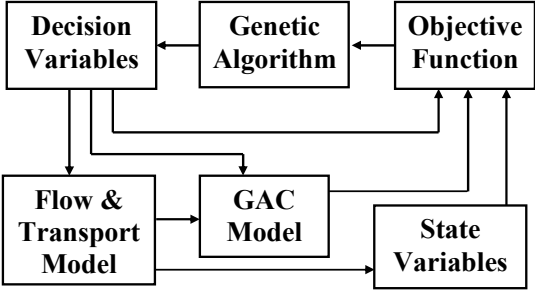 Decision
Variables
Genetic
Algorithm
Objective
Function
Flow &
Transport
Model
GAC
Model
State
Variables